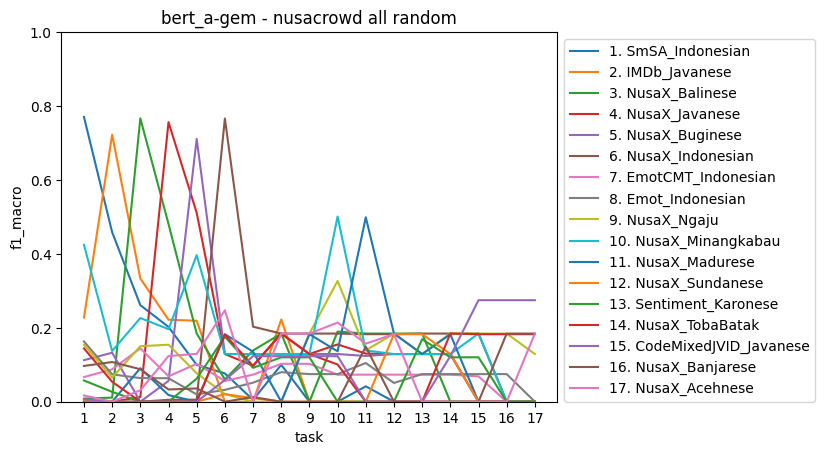 bert_a-gem - nusacrowd all random
1.0
0.8
0.6
0.4
0.2
0.0
f1_macro
1 2 3 4 5 6 7 8 9 10 11 12 13 14 15 16 17
task
1. SmSA_Indonesian
2. IMDb_Javanese
3. NusaX_Balinese
4. NusaX_Javanese
5. NusaX_Buginese
6. NusaX_Indonesian
7. EmotCMT_Indonesian
8. Emot_Indonesian
9. NusaX_Ngaju
10. NusaX_Minangkabau
11. NusaX_Madurese
12. NusaX_Sundanese
13. Sentiment_Karonese
14. NusaX_TobaBatak
15. CodeMixedJVID_Javanese
16. NusaX_Banjarese
17. NusaX_Acehnese